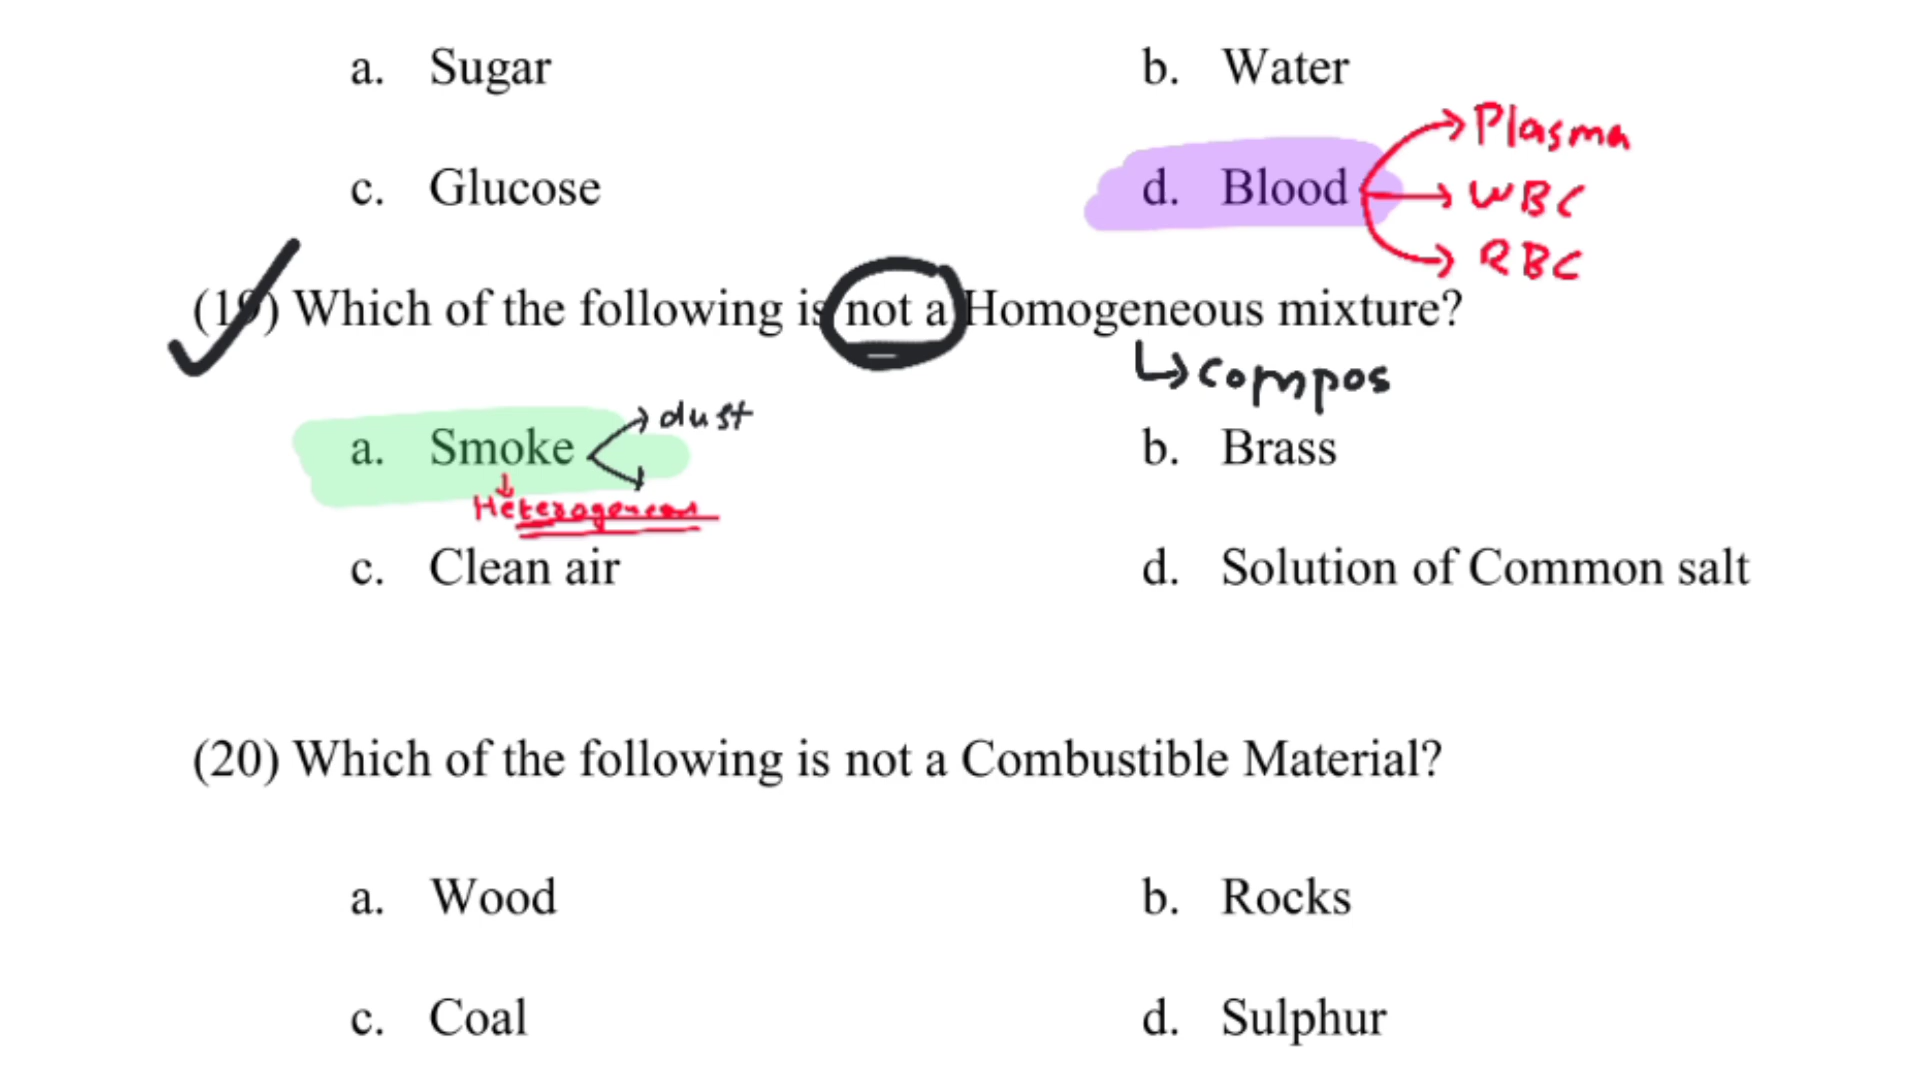 a. Sugar
b. Water
Plasma
c. Glucose
d. Blood
WBC
RBC
(19) Which of the following is not a Homogeneous mixture?
compos
dust
a. Smoke
b. Brass
Heterogeneous
c. Clean air
d. Solution of Common salt
(20) Which of the following is not a Combustible Material?
a. Wood
b. Rocks
c. Coal
d. Sulphur